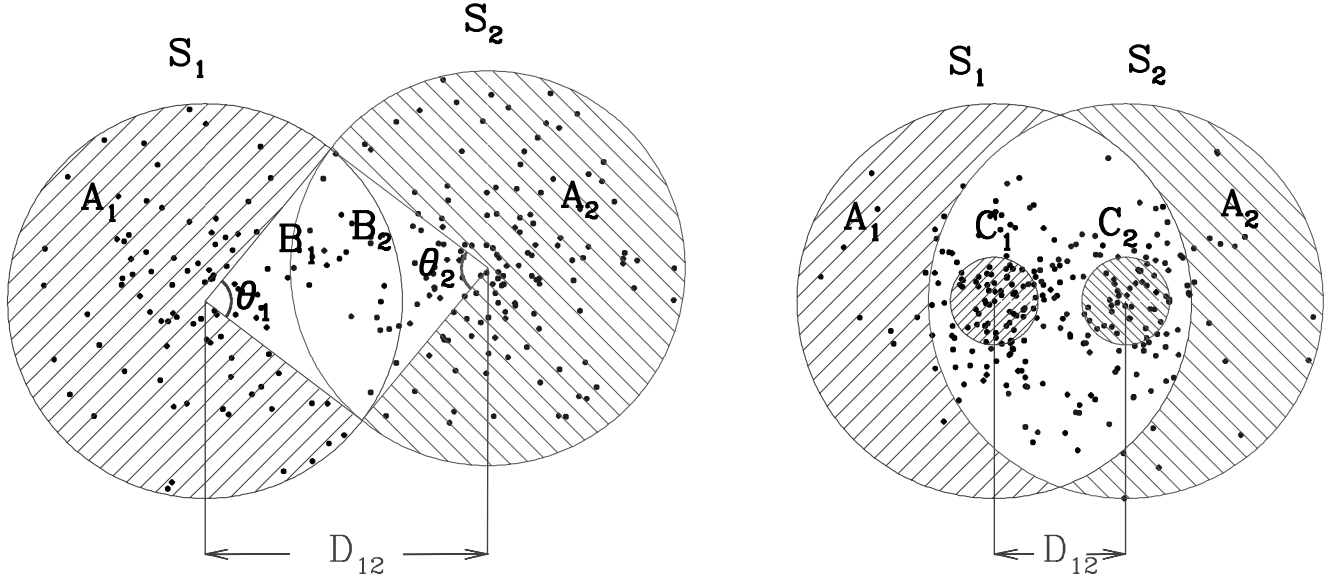 S₁
S₂
A₁
B₁
B₂
A₂
θ₁
θ₂
D₁₂
S₁
S₂
A₁
C₁
C₂
A₂
D₁₂